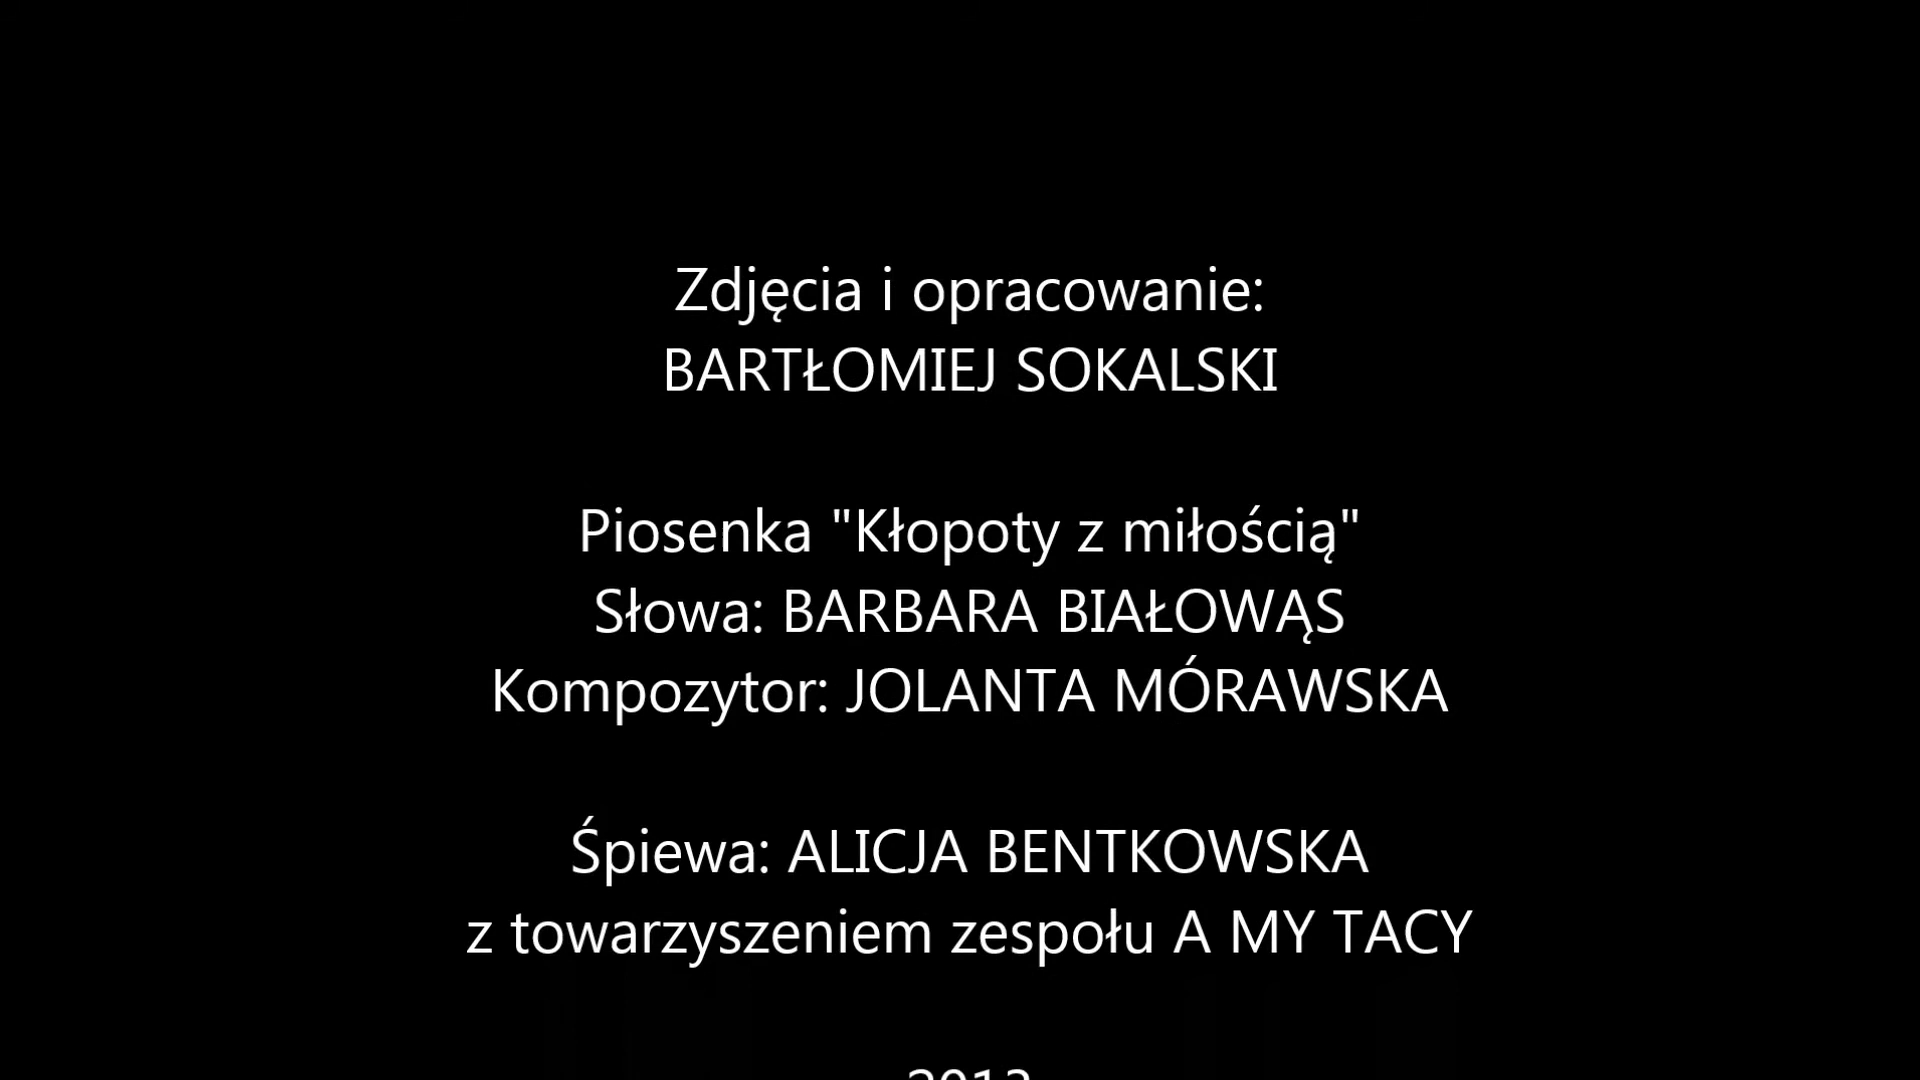 Zdjęcia i opracowanie:
BARTŁOMIEJ SOKALSKI
Piosenka "Kłopoty z miłością"
Słowa: BARBARA BIAŁOWĄS
Kompozytor: JOLANTA MÓRAWSKA
Śpiewa: ALICJA BENTKOWSKA
z towarzyszeniem zespołu A MY TACY